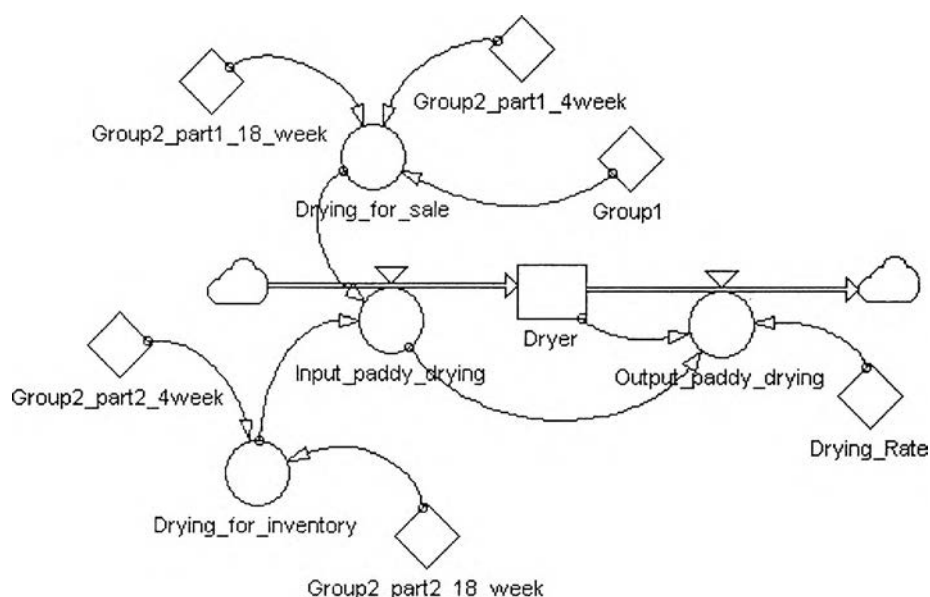 Group2_part1_4week
Group2_part1_18_week
Group1
Drying_for_sale
Dryer
Input_paddy_drying
Output_paddy_drying
Group2_part2_4week
Drying_Rate
Drying_for_inventory
Group2_part2_18_week